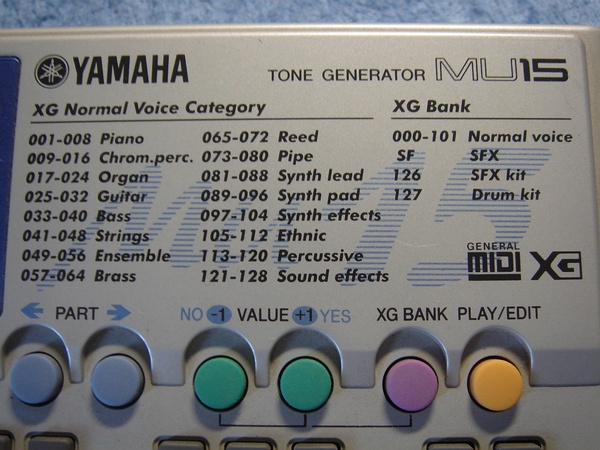 YAMAHA TONE GENERATOR MU15
XG Normal Voice Category XG Bank
001-008 Piano 065-072 Reed 000-101 Normal voice
009-016 Chrom.perc. 073-080 Pipe SF SFX
017-024 Organ 081-088 Synth lead 126 SFX kit
025-032 Guitar 089-096 Synth pad 127 Drum kit
033-040 Bass 097-104 Synth effects
041-048 Strings 105-112 Ethnic
049-056 Ensemble 113-120 Percussive
057-064 Brass 121-128 Sound effects
GENERAL MIDI XG
MU15
PART NO -1 VALUE +1 YES XG BANK PLAY/EDIT